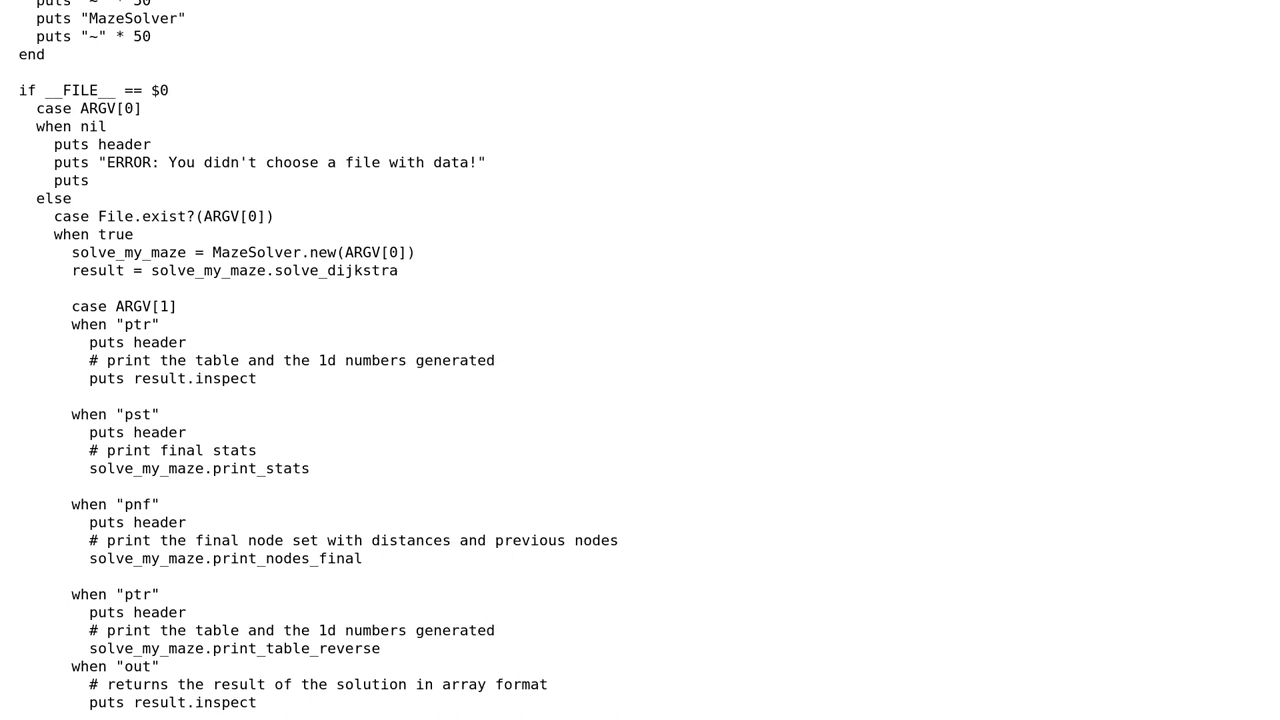 puts "~" * 50
  puts "MazeSolver"
  puts "~" * 50
end

if __FILE__ == $0
  case ARGV[0]
  when nil
    puts header
    puts "ERROR: You didn't choose a file with data!"
    puts
  else
    case File.exist?(ARGV[0])
    when true
      solve_my_maze = MazeSolver.new(ARGV[0])
      result = solve_my_maze.solve_dijkstra

      case ARGV[1]
      when "ptr"
        puts header
        # print the table and the 1d numbers generated
        puts result.inspect

      when "pst"
        puts header
        # print final stats
        solve_my_maze.print_stats

      when "pnf"
        puts header
        # print the final node set with distances and previous nodes
        solve_my_maze.print_nodes_final

      when "ptr"
        puts header
        # print the table and the 1d numbers generated
        solve_my_maze.print_table_reverse
      when "out"
        # returns the result of the solution in array format
        puts result.inspect